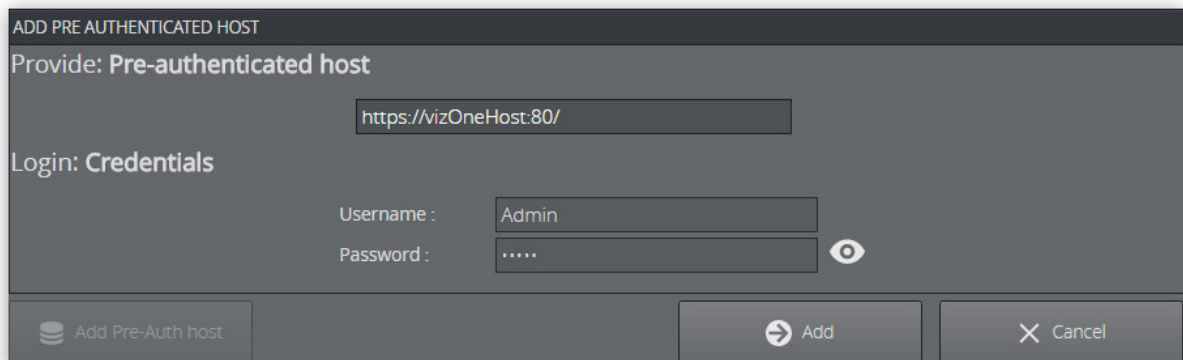 ADD PRE AUTHENTICATED HOST
Provide: Pre-authenticated host
https://vizOneHost:80/
Login: Credentials
Username : Admin
Password : •••••
Add Pre-Auth host
Add
Cancel